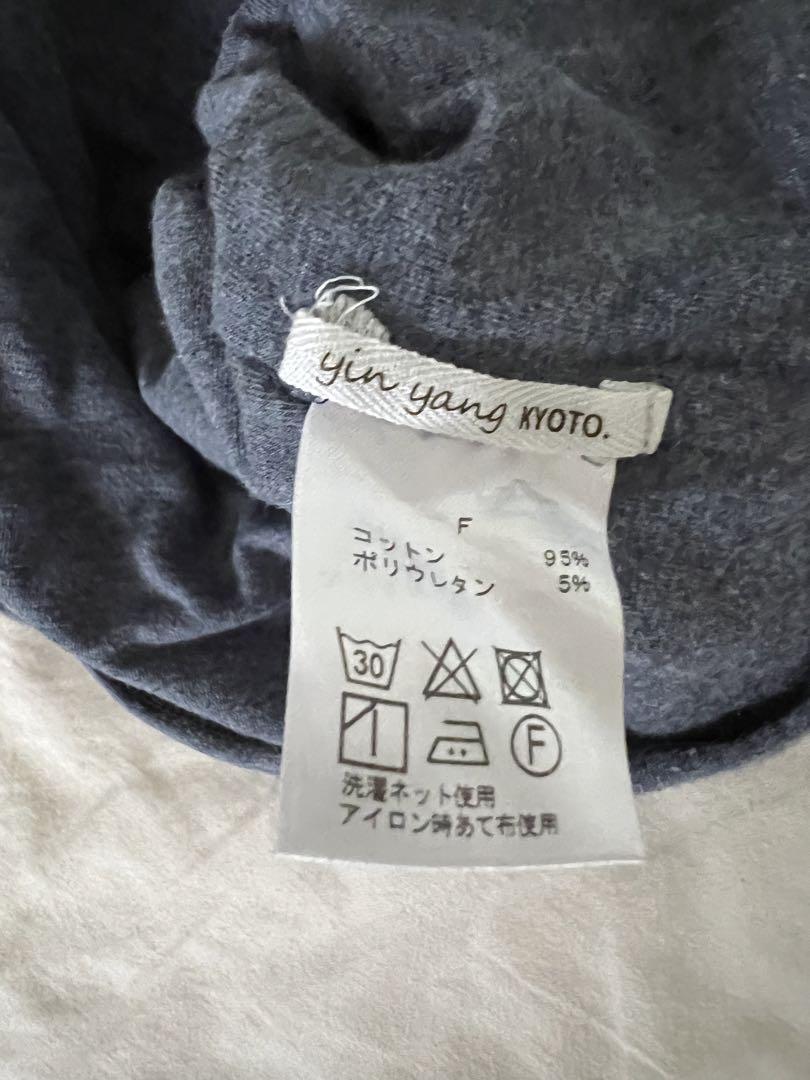 yin yang KYOTO.
F
コットン 95%
ポリウレタン 5%
30
F
洗濯ネット使用
アイロン時あて布使用